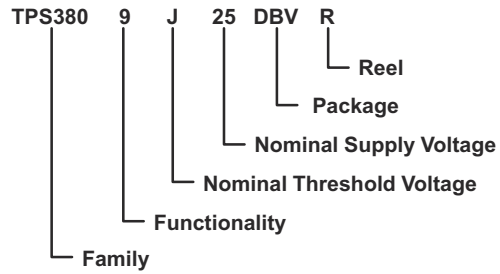 TPS380 9 J 25 DBV R
Reel
Package
Nominal Supply Voltage
Nominal Threshold Voltage
Functionality
Family